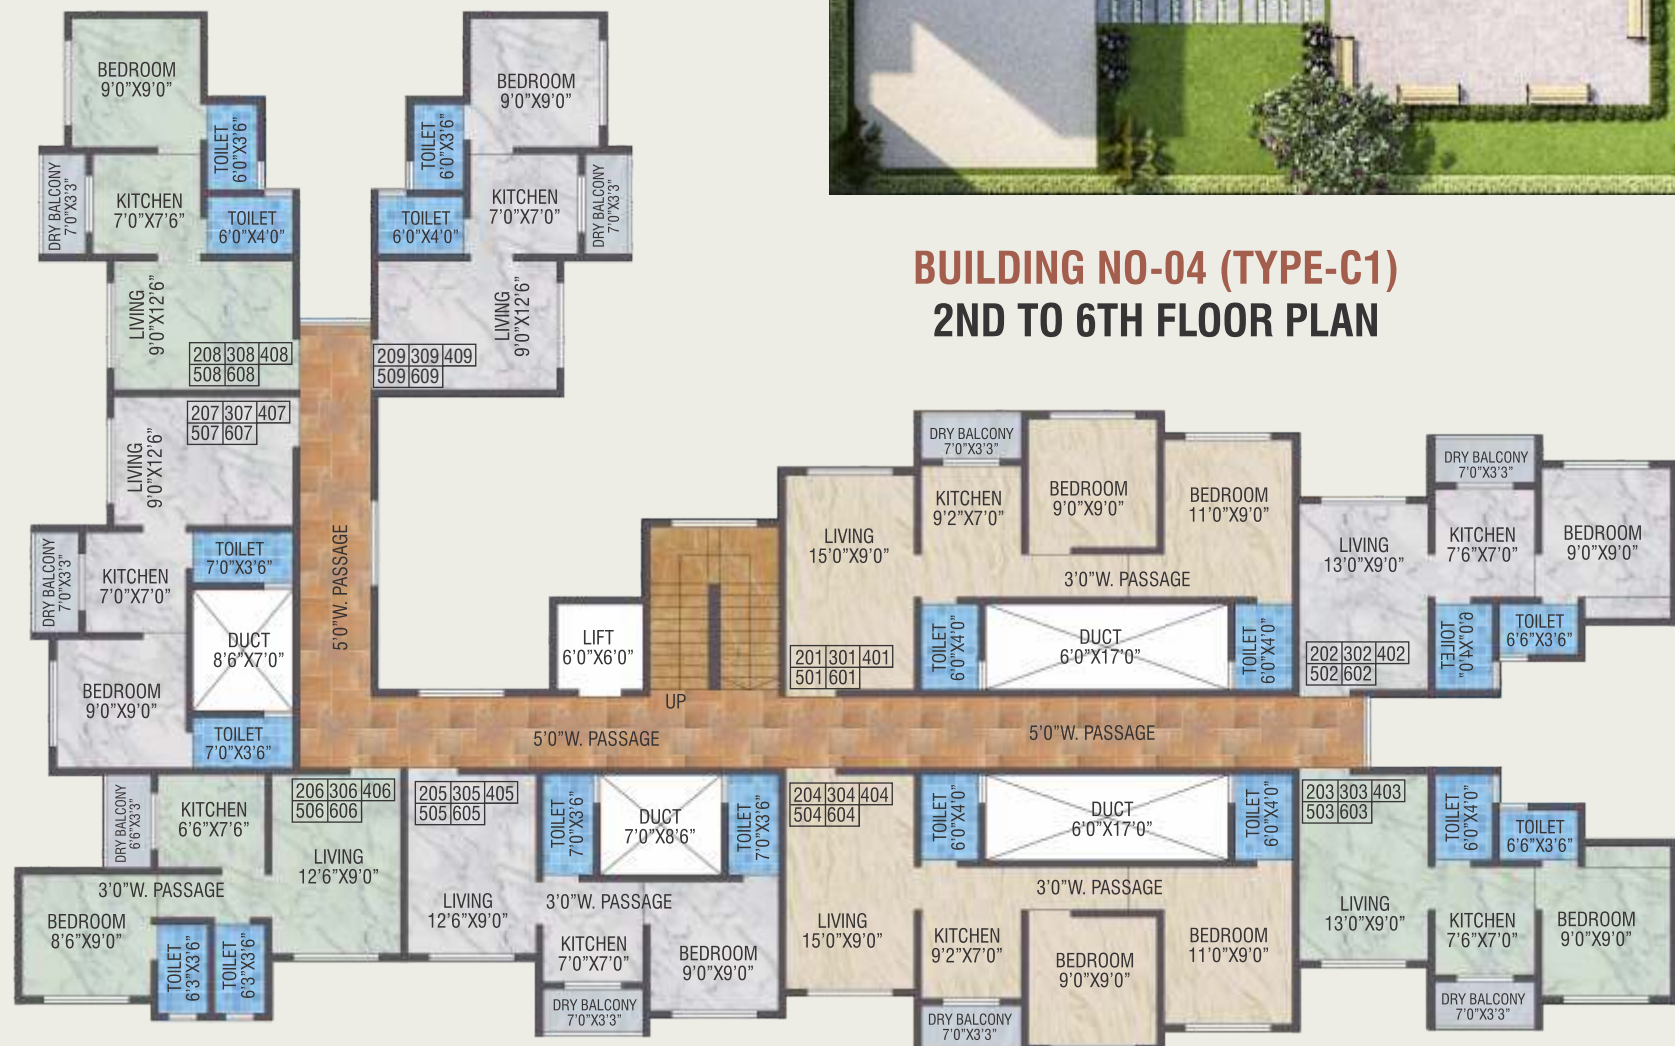 BUILDING NO-04 (TYPE-C1)
2ND TO 6TH FLOOR PLAN
BEDROOM
9'0"X9'0"
TOILET
6'0"X3'6"
DRY BALCONY
7'0"X3'3"
KITCHEN
7'0"X7'6"
TOILET
6'0"X4'0"
LIVING
9'0"X12'6"
208 308 408
508 608
BEDROOM
9'0"X9'0"
TOILET
6'0"X3'6"
KITCHEN
7'0"X7'0"
DRY BALCONY
7'0"X3'3"
TOILET
6'0"X4'0"
LIVING
9'0"X12'6"
209 309 409
509 609
207 307 407
507 607
LIVING
9'0"X12'6"
TOILET
7'0"X3'6"
DRY BALCONY
7'0"X3'3"
KITCHEN
7'0"X7'0"
DUCT
8'6"X7'0"
BEDROOM
9'0"X9'0"
TOILET
7'0"X3'6"
5'0"W. PASSAGE
LIFT
6'0"X6'0"
UP
5'0"W. PASSAGE
5'0"W. PASSAGE
LIVING
15'0"X9'0"
DRY BALCONY
7'0"X3'3"
KITCHEN
9'2"X7'0"
BEDROOM
9'0"X9'0"
BEDROOM
11'0"X9'0"
3'0"W. PASSAGE
201 301 401
501 601
TOILET
6'0"X4'0"
DUCT
6'0"X17'0"
TOILET
6'0"X4'0"
LIVING
13'0"X9'0"
DRY BALCONY
7'0"X3'3"
KITCHEN
7'6"X7'0"
BEDROOM
9'0"X9'0"
202 302 402
502 602
TOILET
6'0"X4'0"
TOILET
6'6"X3'6"
DRY BALCONY
6'6"X3'3"
KITCHEN
6'6"X7'6"
206 306 406
506 606
LIVING
12'6"X9'0"
3'0"W. PASSAGE
BEDROOM
8'6"X9'0"
TOILET
6'3"X3'6"
TOILET
6'3"X3'6"
205 305 405
505 605
LIVING
12'6"X9'0"
TOILET
7'0"X3'6"
DUCT
7'0"X8'6"
TOILET
7'0"X3'6"
3'0"W. PASSAGE
KITCHEN
7'0"X7'0"
BEDROOM
9'0"X9'0"
DRY BALCONY
7'0"X3'3"
204 304 404
504 604
LIVING
15'0"X9'0"
TOILET
6'0"X4'0"
DUCT
6'0"X17'0"
TOILET
6'0"X4'0"
3'0"W. PASSAGE
KITCHEN
9'2"X7'0"
BEDROOM
9'0"X9'0"
BEDROOM
11'0"X9'0"
DRY BALCONY
7'0"X3'3"
203 303 403
503 603
LIVING
13'0"X9'0"
TOILET
6'0"X4'0"
TOILET
6'6"X3'6"
KITCHEN
7'6"X7'0"
BEDROOM
9'0"X9'0"
DRY BALCONY
7'0"X3'3"